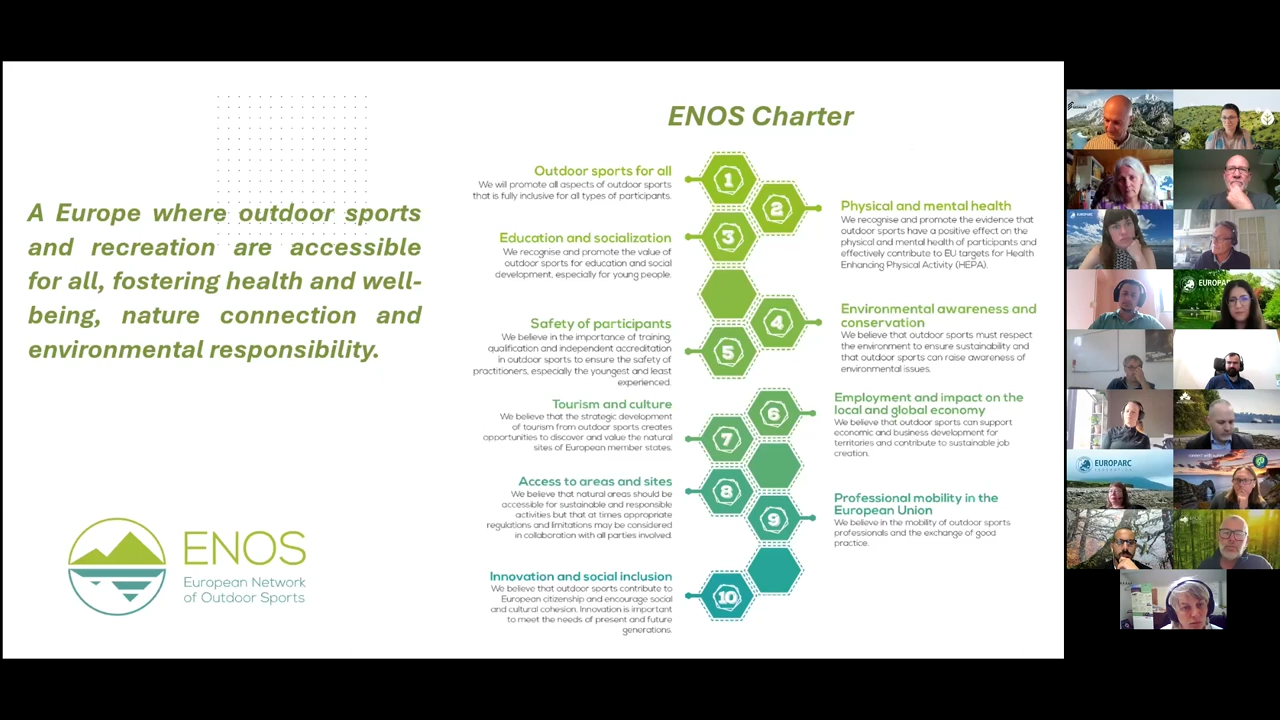 ENOS Charter
A Europe where outdoor sports
and recreation are accessible
for all, fostering health and well-
being, nature connection and
environmental responsibility.
ENOS
European Network
of Outdoor Sports
1
Outdoor sports for all
We will promote all aspects of outdoor sports
that is fully inclusive for all types of participants.
2
Physical and mental health
We recognise and promote the evidence that
outdoor sports have a positive effect on the
physical and mental health of participants and
effectively contribute to EU targets for Health
Enhancing Physical Activity (HEPA).
3
Education and socialization
We recognise and promote the value of
outdoor sports for education and social
development, especially for young people.
4
Environmental awareness and
conservation
We believe that outdoor sports must respect
the environment to ensure sustainability and
that outdoor sports can raise awareness of
environmental issues.
5
Safety of participants
We believe in the importance of training,
qualification and independent accreditation
in outdoor sports to ensure the safety of
practitioners, especially the youngest and least
experienced.
6
Employment and impact on the
local and global economy
We believe that outdoor sports can support
economic and business development for
territories and contribute to sustainable job
creation.
7
Tourism and culture
We believe that the strategic development
of tourism from outdoor sports creates
opportunities to discover and value the natural
sites of European member states.
8
Access to areas and sites
We believe that natural areas should be
accessible for sustainable and responsible
activities but that at times appropriate
regulations and limitations may be considered
in collaboration with all parties involved.
9
Professional mobility in the
European Union
We believe in the mobility of outdoor sports
professionals and the exchange of good
practice.
10
Innovation and social inclusion
We believe that outdoor sports contribute to
European citizenship and encourage social
and cultural cohesion. Innovation is important
to meet the needs of present and future
generations.
EUROPARC
EUROPARC